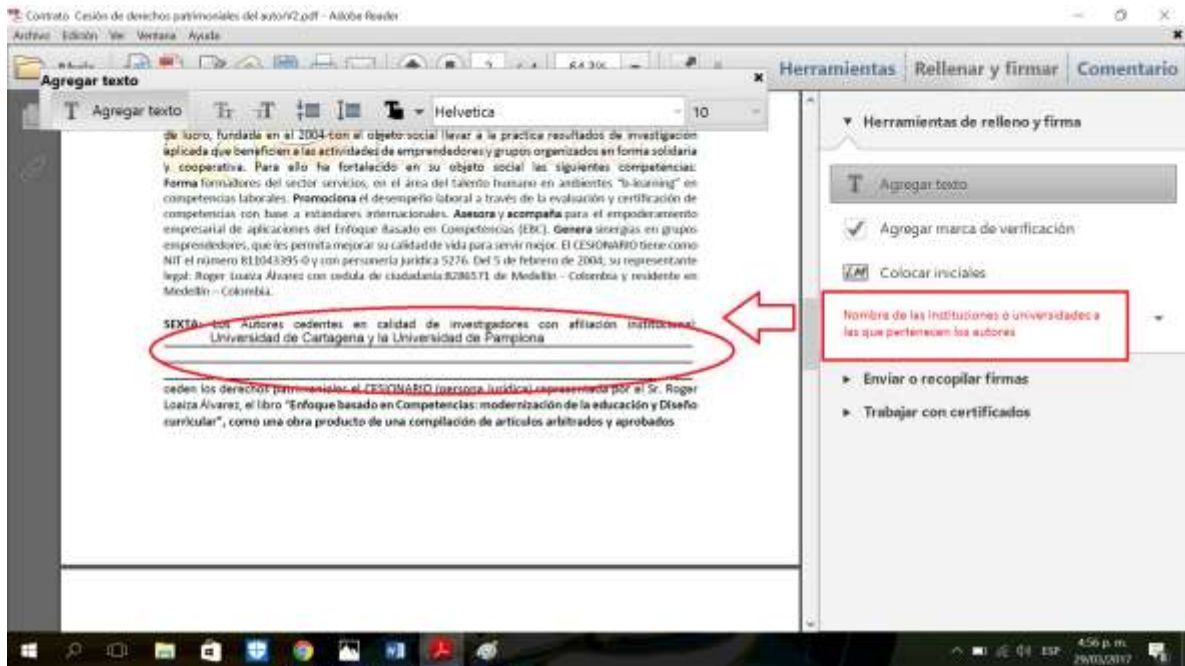 Contrato Cesión de derechos patrimoniales del autorV2.pdf - Adobe Reader
Archivo Edición Ver Ventana Ayuda
Herramientas Rellenar y firmar Comentario
Agregar texto
Agregar texto Helvetica 10
de lucro, fundada en el 2004 con el objeto social llevar a la practica resultados de investigación
aplicada que beneficien a las actividades de emprendedores y grupos organizados en forma solidaria
y cooperativa. Para ello ha fortalecido en su objeto social las siguientes competencias:
Forma formadores del sector servicios, en el área del talento humano en ambientes "b-learning" en
competencias laborales. Promociona el desempeño laboral a través de la evaluación y certificación de
competencias con base a estándares internacionales. Asesora y acompaña para el empoderamiento
empresarial de aplicaciones del Enfoque Basado en Competencias (EBC). Genera sinergias en grupos
emprendedores, que les permita mejorar su calidad de vida para servir mejor. El CESIONARIO tiene como
NIT el número 811043395-0 y con personería jurídica 5276. Del 5 de febrero de 2004; su representante
legal: Roger Loaiza Álvarez con cedula de ciudadanía:8286571 de Medellín - Colombia y residente en
Medellín – Colombia.
SEXTA: Los Autores cedentes en calidad de investigadores con afiliación institucional:
Universidad de Cartagena y la Universidad de Pamplona
ceden los derechos patrimoniales al CESIONARIO (persona jurídica) representada por el Sr. Roger
Loaiza Álvarez, el libro "Enfoque basado en Competencias: modernización de la educación y Diseño
curricular", como una obra producto de una compilación de artículos arbitrados y aprobados
Herramientas de relleno y firma
Agregar texto
Agregar marca de verificación
Colocar iniciales
Nombre de las instituciones o universidades a
las que pertenecen los autores
Enviar o recopilar firmas
Trabajar con certificados
ESP
4:56 p. m.
29/03/2017